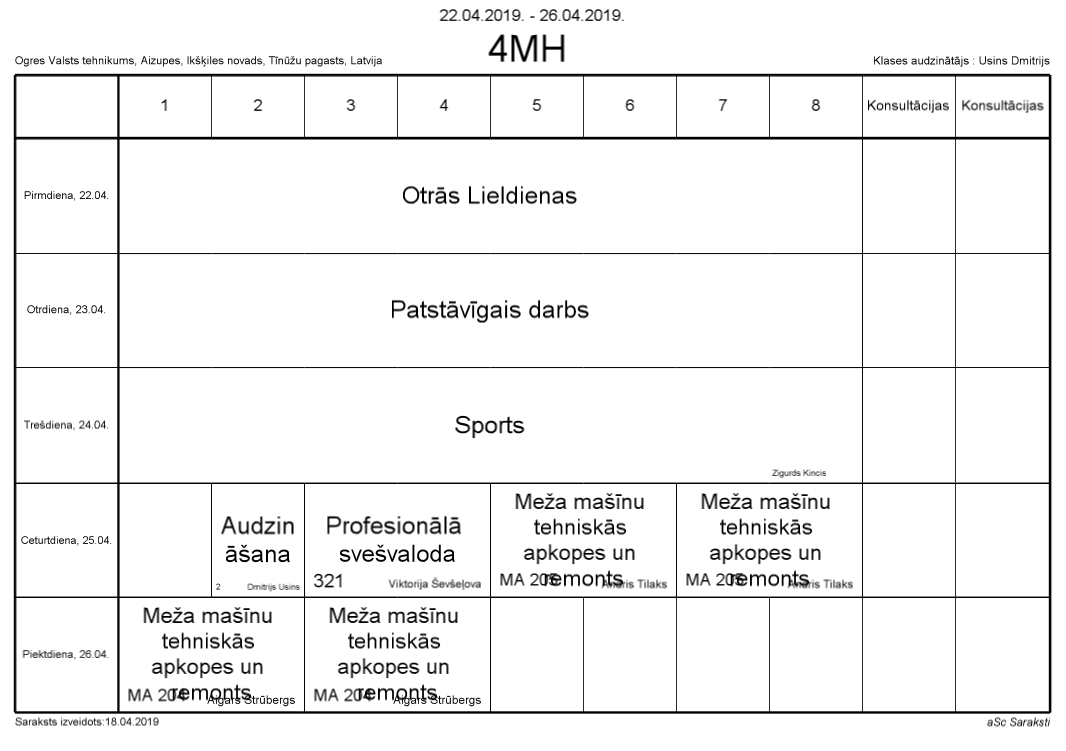 22.04.2019. - 26.04.2019.
4MH
Ogres Valsts tehnikums, Aizupes, Ikšķiles novads, Tīnūžu pagasts, Latvija
Klases audzinātājs : Usins Dmitrijs
1 2 3 4 5 6 7 8 Konsultācijas Konsultācijas
Pirmdiena, 22.04.
Otrās Lieldienas
Otrdiena, 23.04.
Patstāvīgais darbs
Trešdiena, 24.04.
Sports
Zigurds Kincis
Ceturtdiena, 25.04.
Audzin
āšana
2 Dmitrijs Usins
Profesionālā
svešvaloda
321 Viktorija Ševšeļova
Meža mašīnu
tehniskās
apkopes un
remonts
MA 205 Andris Tilaks
Meža mašīnu
tehniskās
apkopes un
remonts
MA 205 Andris Tilaks
Piektdiena, 26.04.
Meža mašīnu
tehniskās
apkopes un
remonts
MA 204 Aigars Strūbergs
Meža mašīnu
tehniskās
apkopes un
remonts
MA 204 Aigars Strūbergs
Saraksts izveidots:18.04.2019
aSc Saraksti